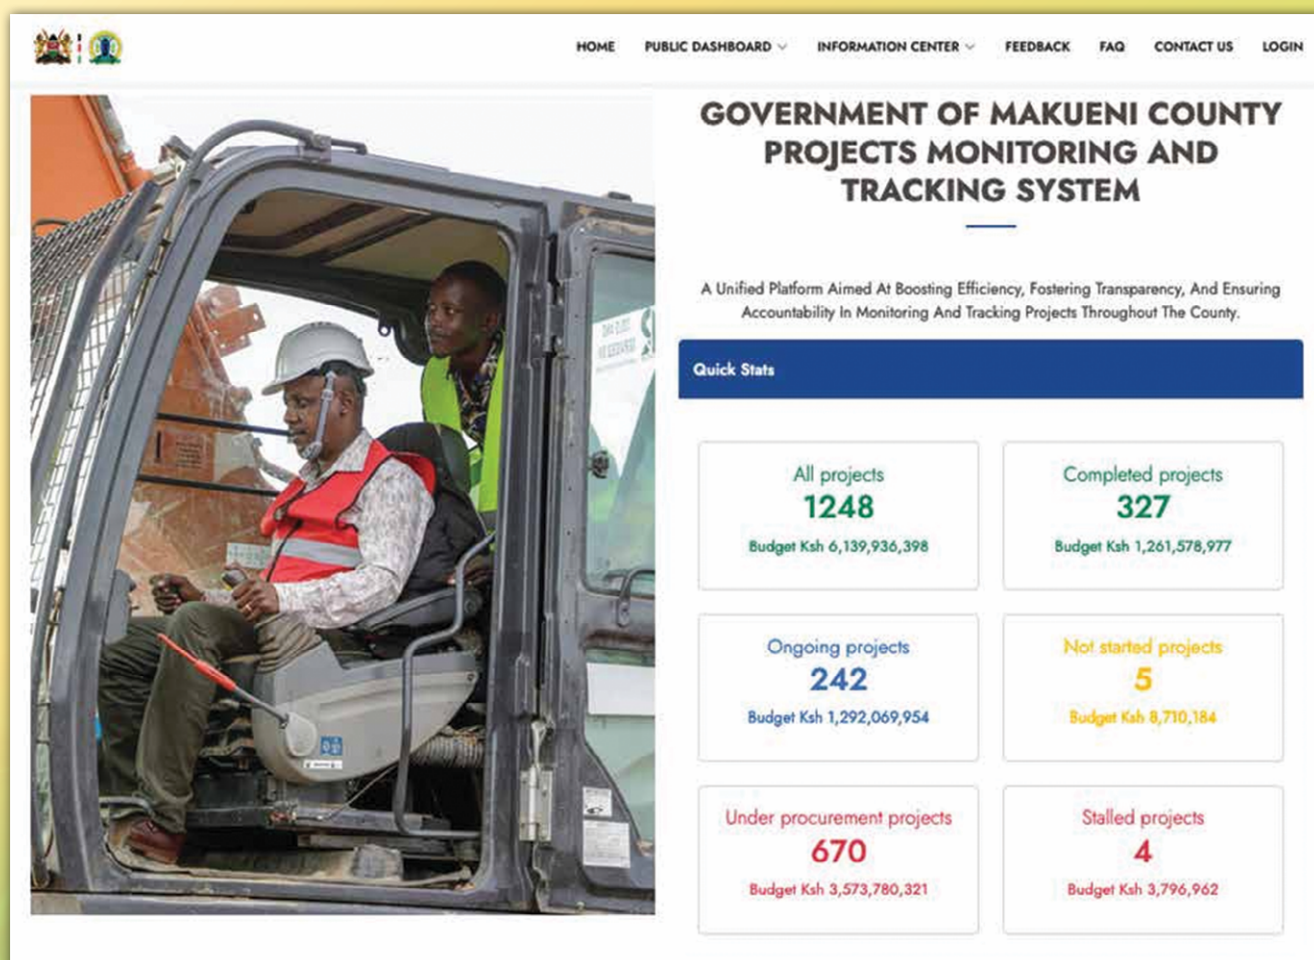 HOME PUBLIC DASHBOARD INFORMATION CENTER FEEDBACK FAQ CONTACT US LOGIN
GOVERNMENT OF MAKUENI COUNTY
PROJECTS MONITORING AND
TRACKING SYSTEM
A Unified Platform Aimed At Boosting Efficiency, Fostering Transparency, And Ensuring
Accountability In Monitoring And Tracking Projects Throughout The County.
Quick Stats
All projects
1248
Budget Ksh 6,139,936,398
Completed projects
327
Budget Ksh 1,261,578,977
Ongoing projects
242
Budget Ksh 1,292,069,954
Not started projects
5
Budget Ksh 8,710,184
Under procurement projects
670
Budget Ksh 3,573,780,321
Stalled projects
4
Budget Ksh 3,796,962